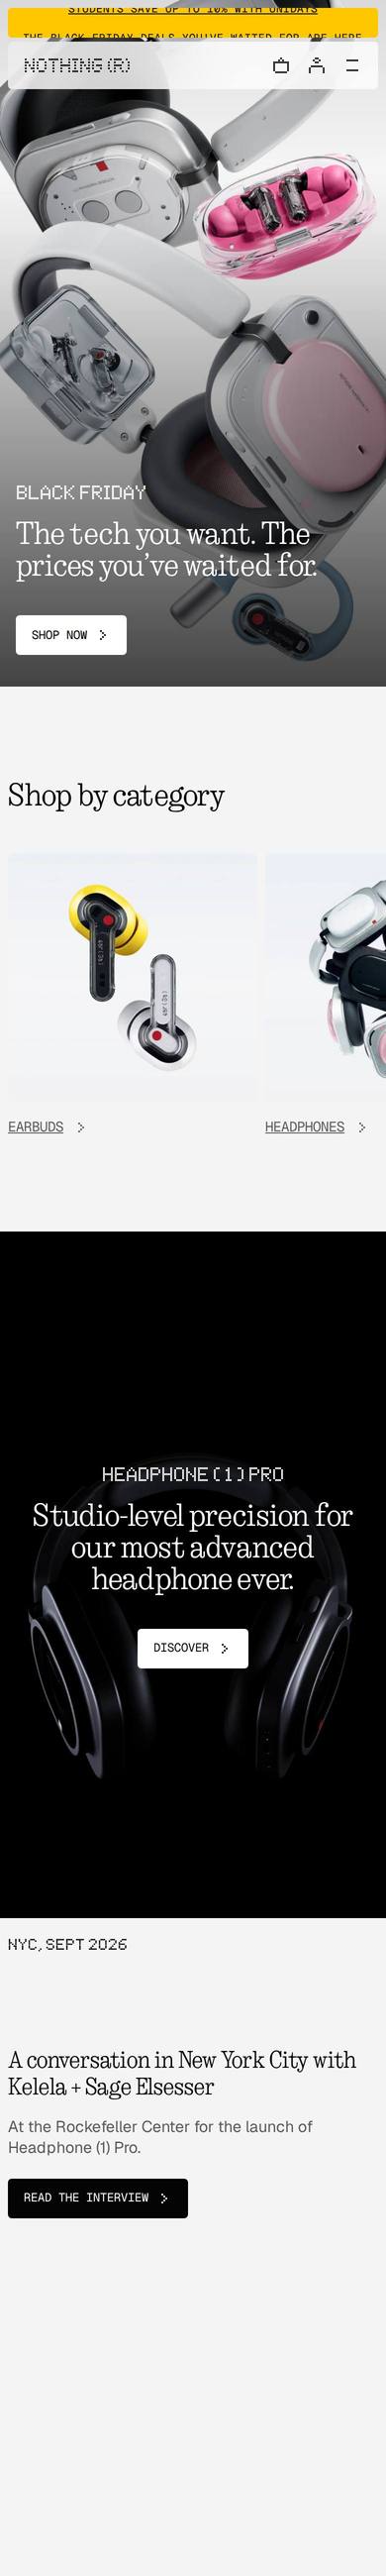 STUDENTS SAVE UP TO 10% WITH UNIDAYS
THE BLACK FRIDAY DEALS YOU'VE WAITED FOR ARE HERE
NOTHING (R)
BLACK FRIDAY
The tech you want. The
prices you’ve waited for.
SHOP NOW
Shop by category
EARBUDS
HEADPHONES
HEADPHONE (1) PRO
Studio-level precision for
our most advanced
headphone ever.
DISCOVER
NYC, SEPT 2026
A conversation in New York City with
Kelela + Sage Elsesser
At the Rockefeller Center for the launch of
Headphone (1) Pro.
READ THE INTERVIEW